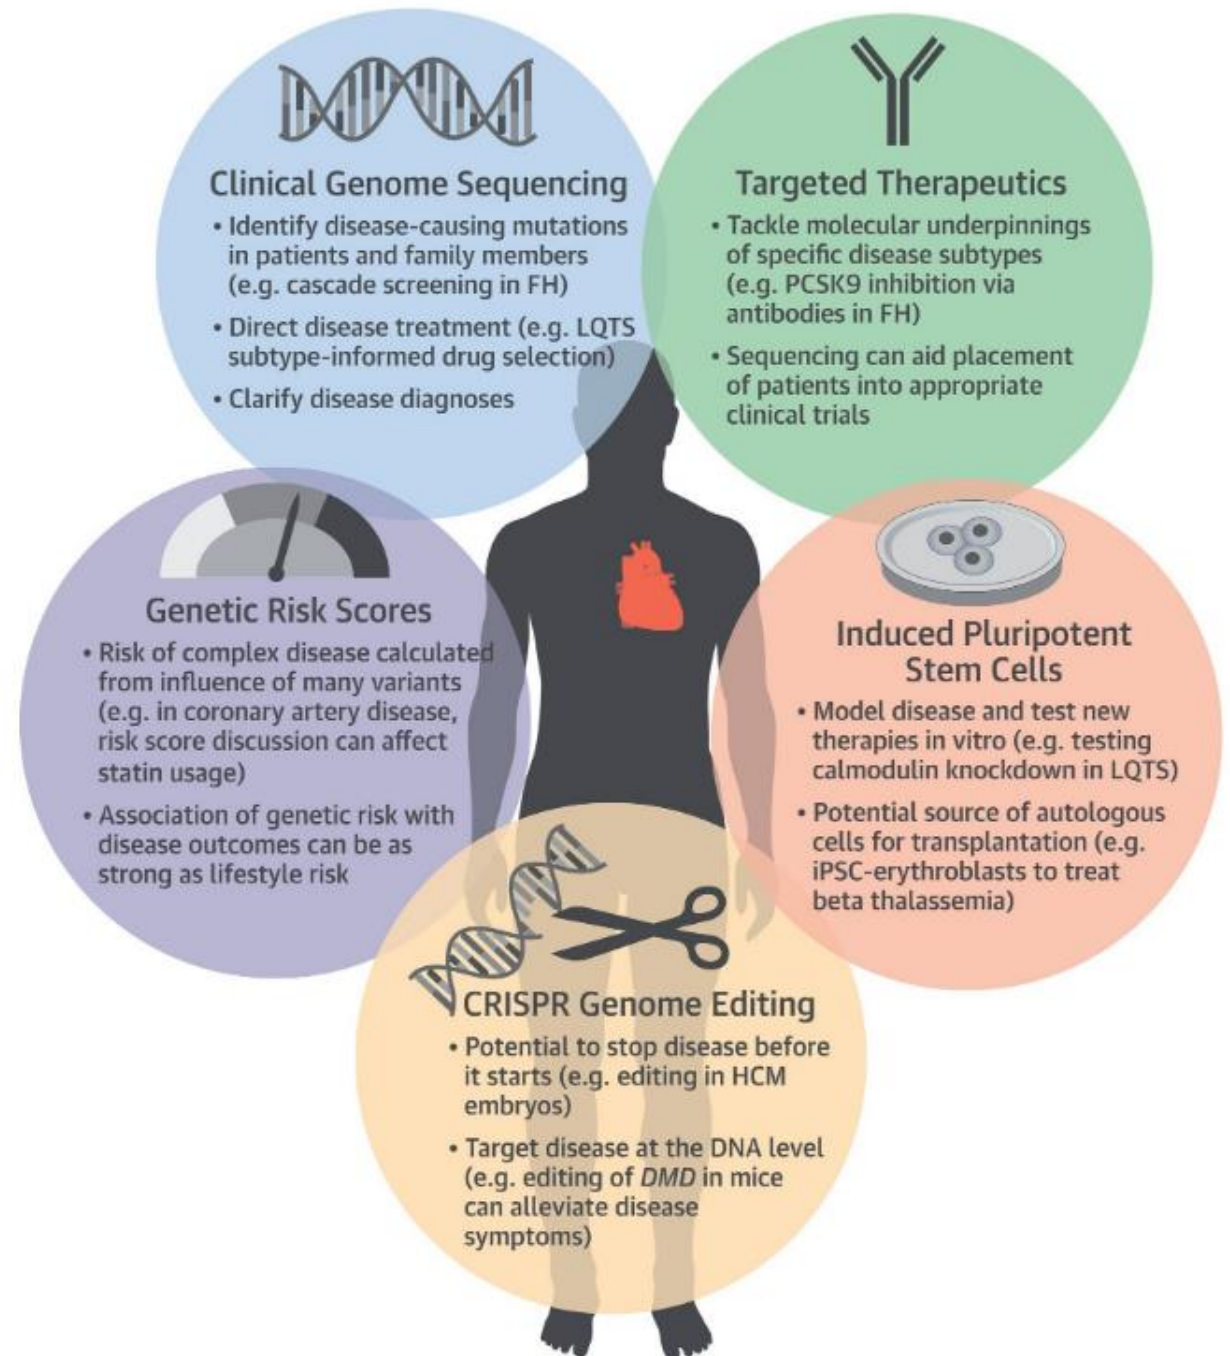 Clinical Genome Sequencing
• Identify disease-causing mutations
in patients and family members
(e.g. cascade screening in FH)
• Direct disease treatment (e.g. LQTS
subtype-informed drug selection)
• Clarify disease diagnoses
Targeted Therapeutics
• Tackle molecular underpinnings
of specific disease subtypes
(e.g. PCSK9 inhibition via
antibodies in FH)
• Sequencing can aid placement
of patients into appropriate
clinical trials
Genetic Risk Scores
• Risk of complex disease calculated
from influence of many variants
(e.g. in coronary artery disease,
risk score discussion can affect
statin usage)
• Association of genetic risk with
disease outcomes can be as
strong as lifestyle risk
Induced Pluripotent
Stem Cells
• Model disease and test new
therapies in vitro (e.g. testing
calmodulin knockdown in LQTS)
• Potential source of autologous
cells for transplantation (e.g.
iPSC-erythroblasts to treat
beta thalassemia)
CRISPR Genome Editing
• Potential to stop disease before
it starts (e.g. editing in HCM
embryos)
• Target disease at the DNA level
(e.g. editing of DMD in mice
can alleviate disease
symptoms)